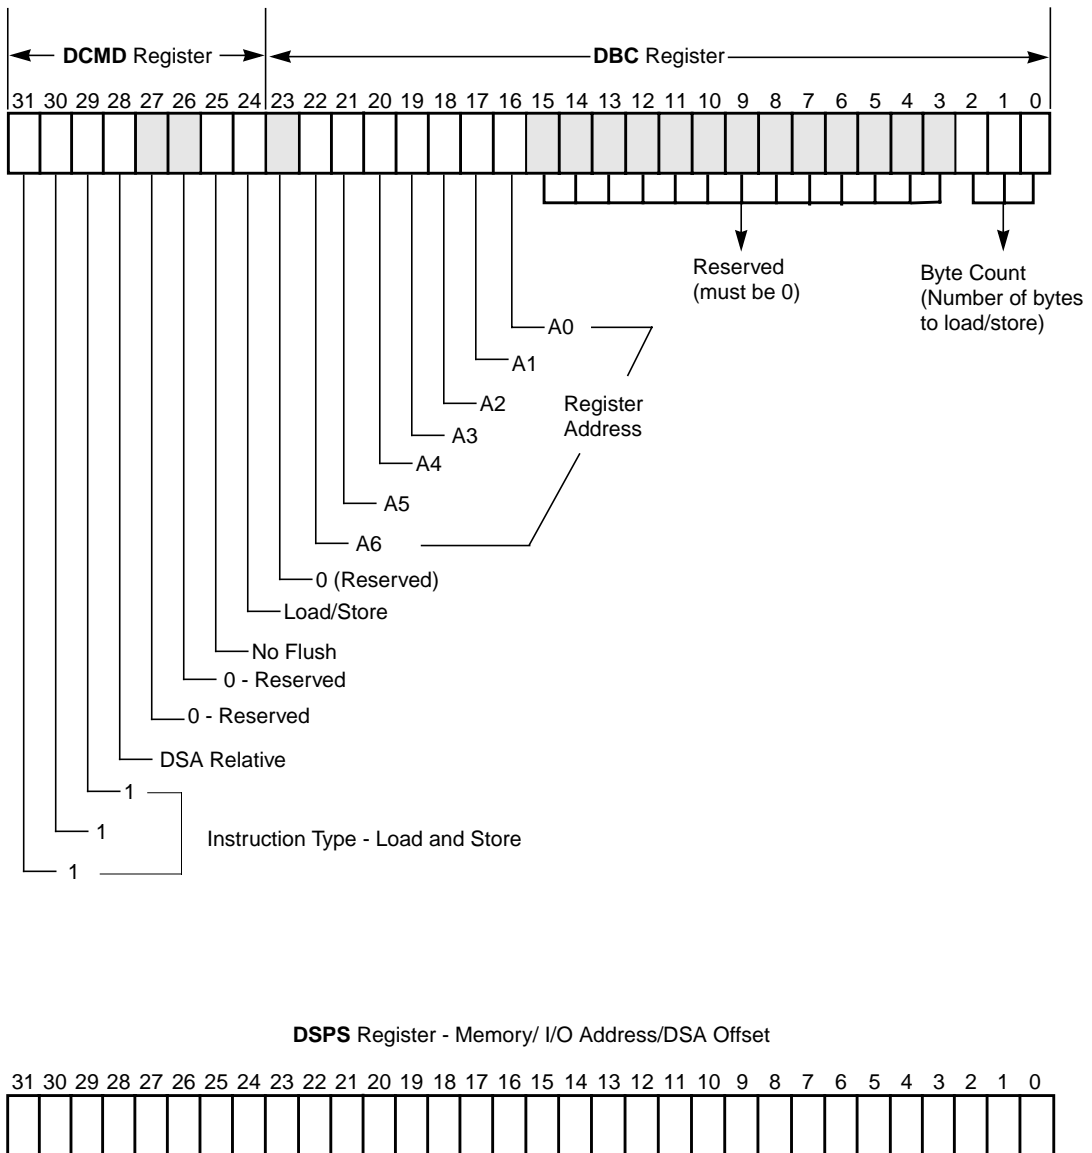 DCMD Register
DBC Register
31 30 29 28 27 26 25 24 23 22 21 20 19 18 17 16 15 14 13 12 11 10 9 8 7 6 5 4 3 2 1 0
Reserved
(must be 0)
Byte Count
(Number of bytes
to load/store)
A0
A1
A2
A3
A4
A5
A6
Register
Address
0 (Reserved)
Load/Store
No Flush
0 - Reserved
0 - Reserved
DSA Relative
1
1
1
Instruction Type - Load and Store
DSPS Register - Memory/ I/O Address/DSA Offset
31 30 29 28 27 26 25 24 23 22 21 20 19 18 17 16 15 14 13 12 11 10 9 8 7 6 5 4 3 2 1 0